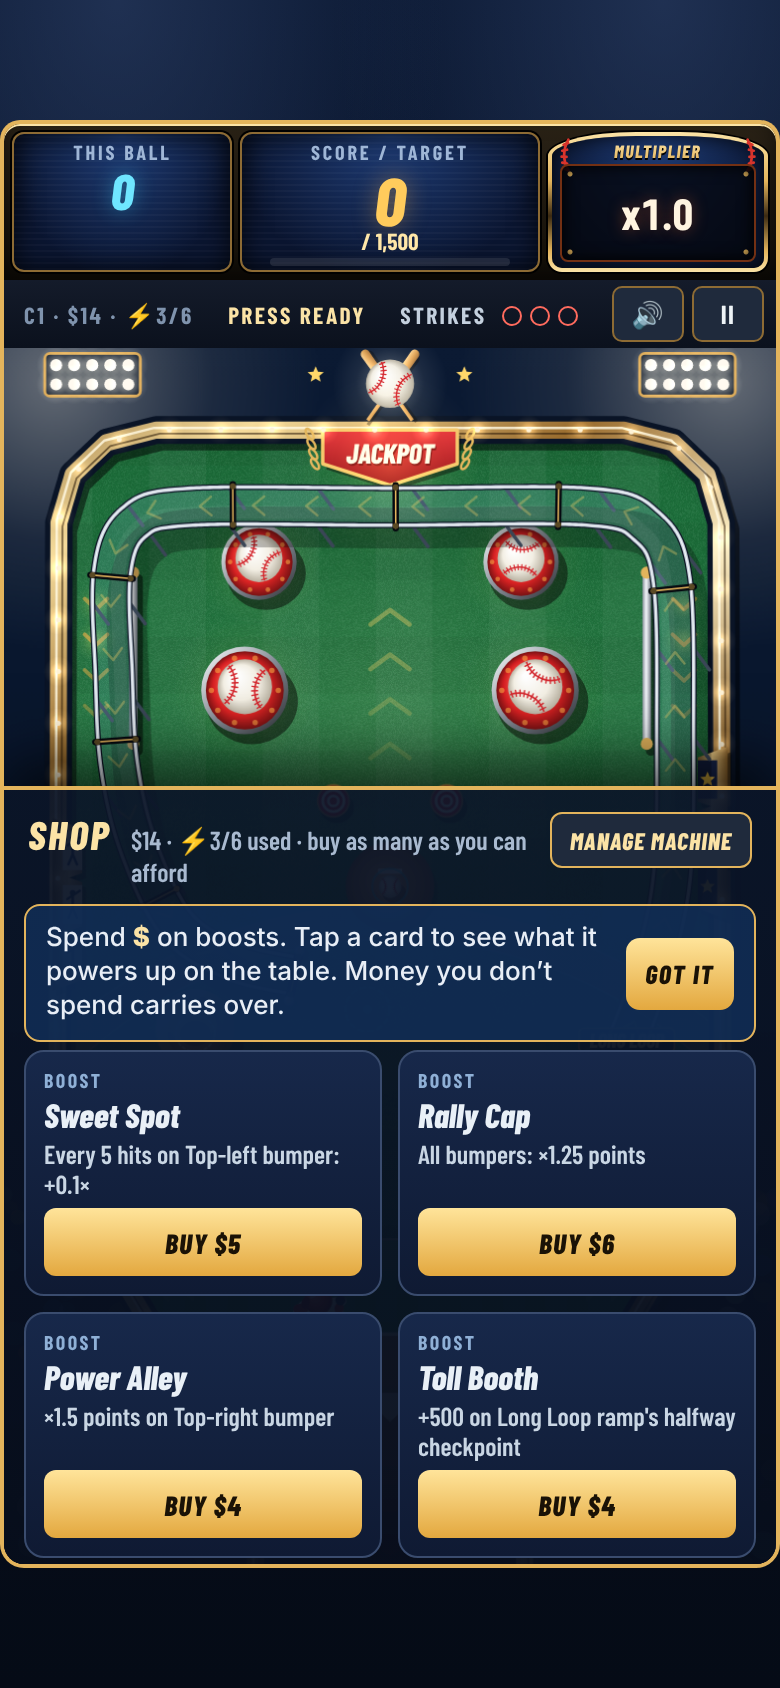 THIS BALL
0
SCORE / TARGET
0
/ 1,500
MULTIPLIER
x1.0
C1 · $14 · ⚡3/6
PRESS READY
STRIKES
JACKPOT
SHOP
$14 · ⚡3/6 used · buy as many as you can
afford
MANAGE MACHINE
Spend $ on boosts. Tap a card to see what it
powers up on the table. Money you don’t
spend carries over.
GOT IT
BOOST
Sweet Spot
Every 5 hits on Top-left bumper:
+0.1×
BUY $5
BOOST
Rally Cap
All bumpers: ×1.25 points
BUY $6
BOOST
Power Alley
×1.5 points on Top-right bumper
BUY $4
BOOST
Toll Booth
+500 on Long Loop ramp's halfway
checkpoint
BUY $4